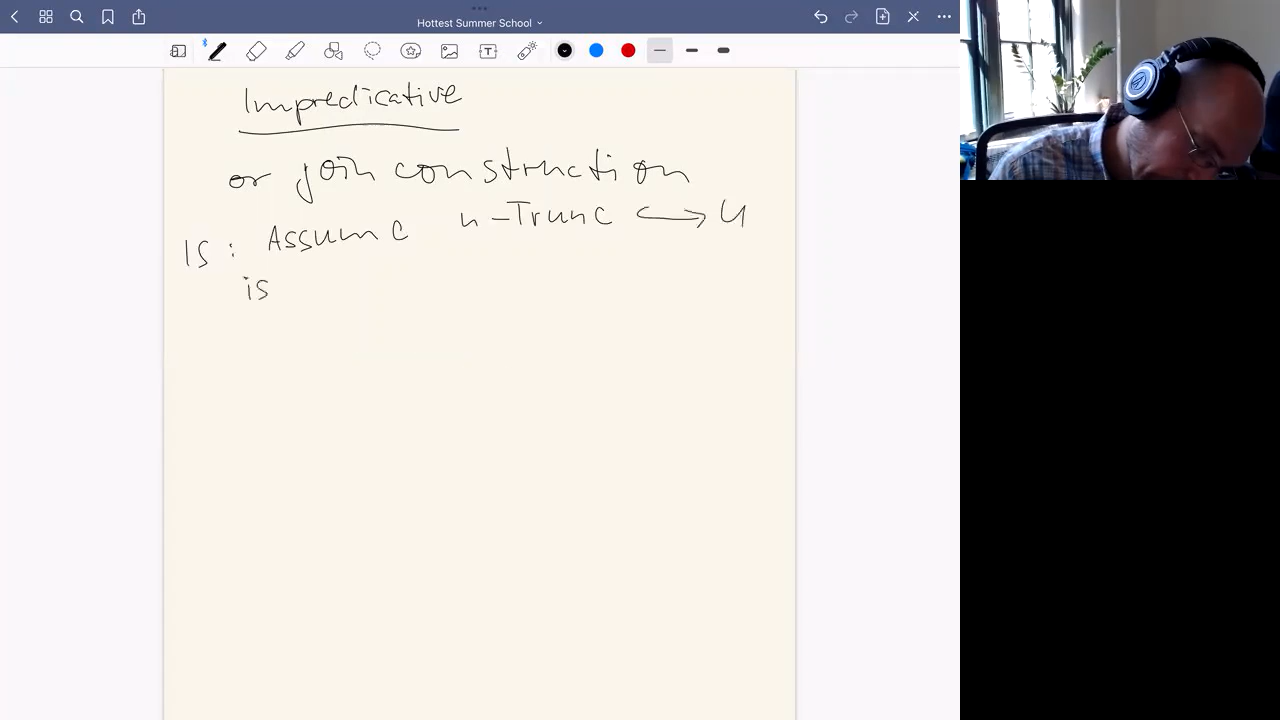 Hottest Summer School
Impredicative
or join construction
IS: Assume n-Trunc ↪ U
is